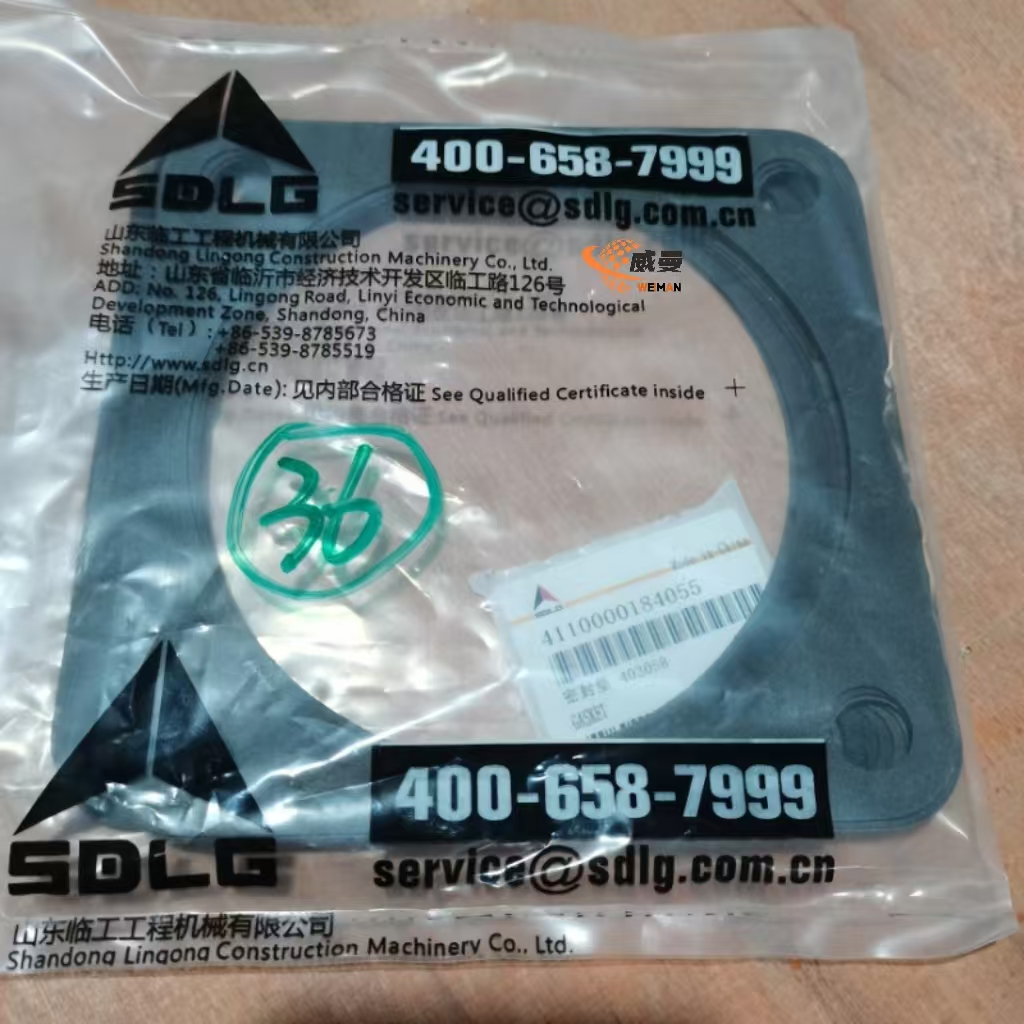 SDLG
400-658-7999
service@sdlg.com.cn
山东临工工程机械有限公司
Shandong Lingong Construction Machinery Co., Ltd.
地址：山东省临沂市经济技术开发区临工路126号
ADD: No. 126, Lingong Road, Linyi Economic and Technological
Development Zone, Shandong, China
电话（Tel）: +86-539-8785673
+86-539-8785519
Http://www.sdlg.cn
生产日期(Mfg.Date): 见内部合格证 See Qualified Certificate inside
威曼
WEMAN
36
Made in China
SDLG
4110000184055
密封垫 403058
GASKET
400-658-7999
SDLG
service@sdlg.com.cn
山东临工工程机械有限公司
Shandong Lingong Construction Machinery Co., Ltd.